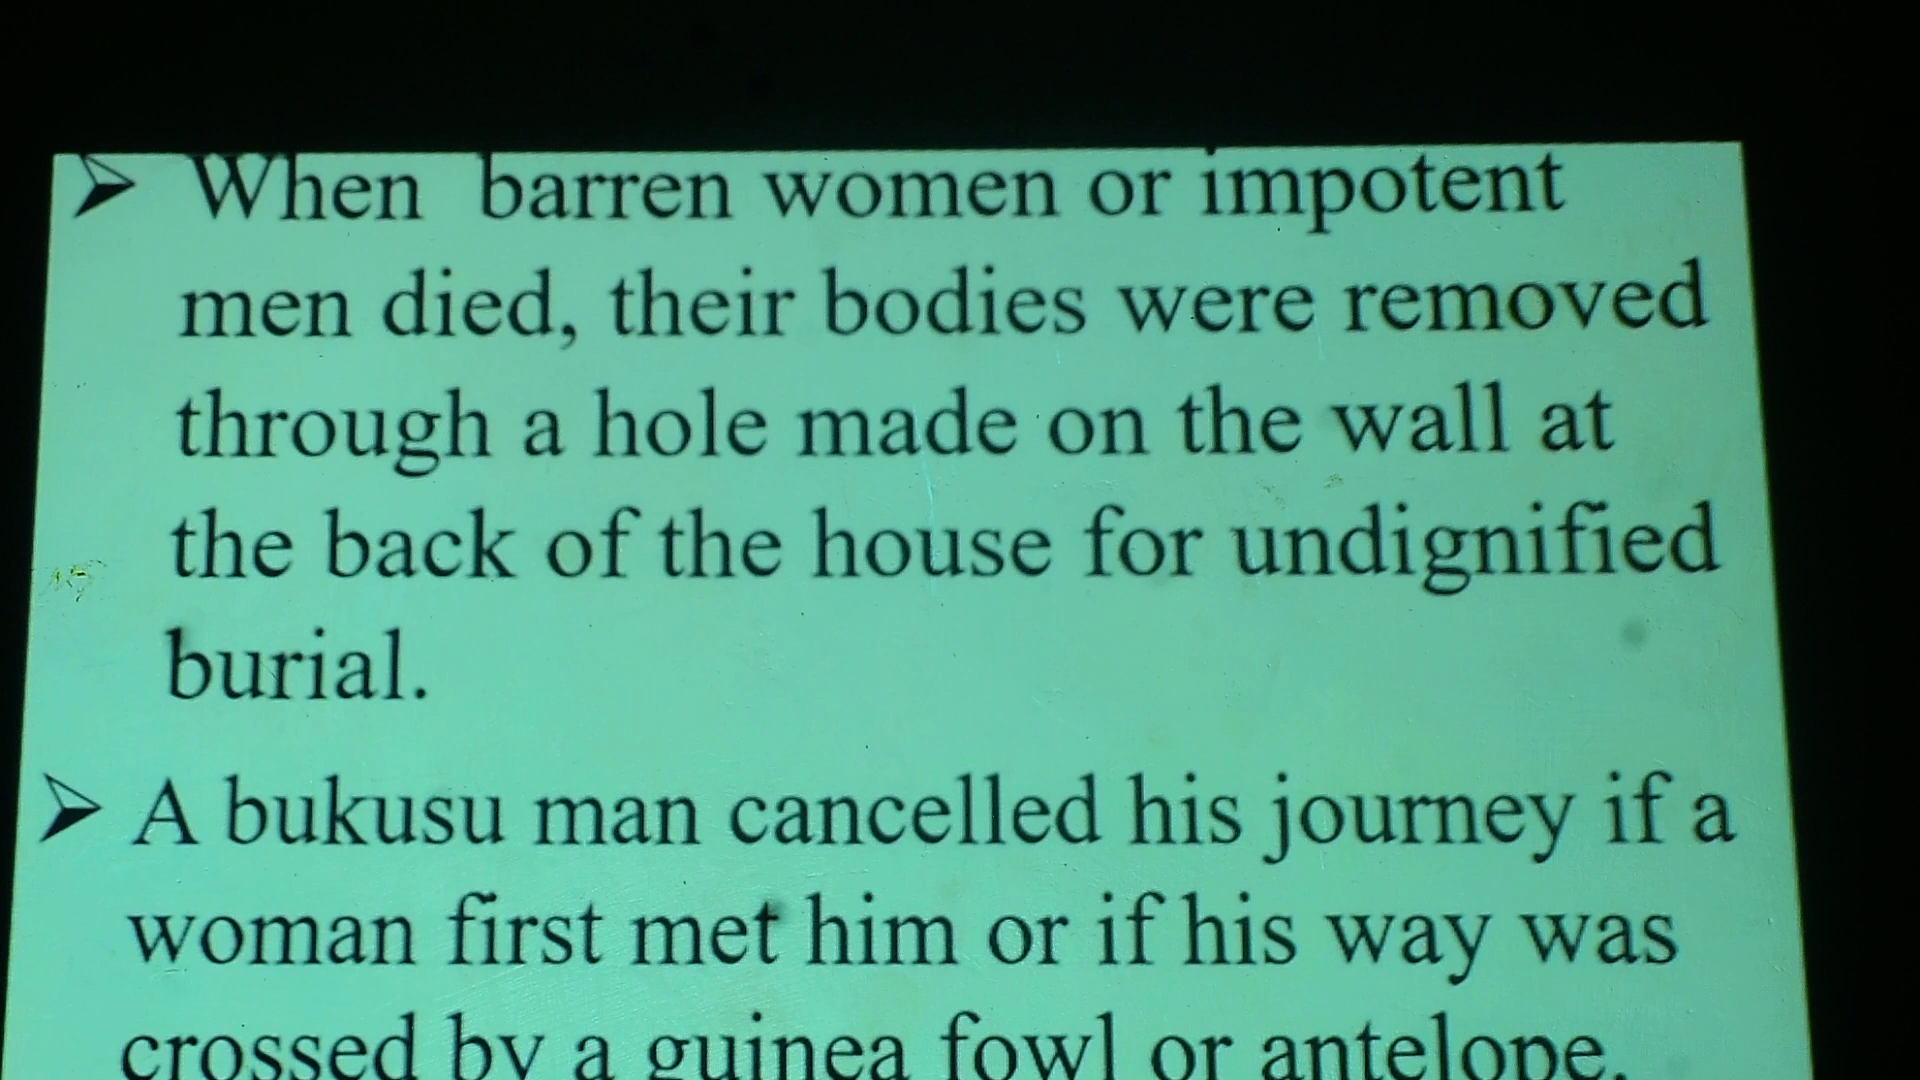 ➢ When barren women or impotent
men died, their bodies were removed
through a hole made on the wall at
the back of the house for undignified
burial.
➢ A bukusu man cancelled his journey if a
woman first met him or if his way was
crossed by a guinea fowl or antelope.